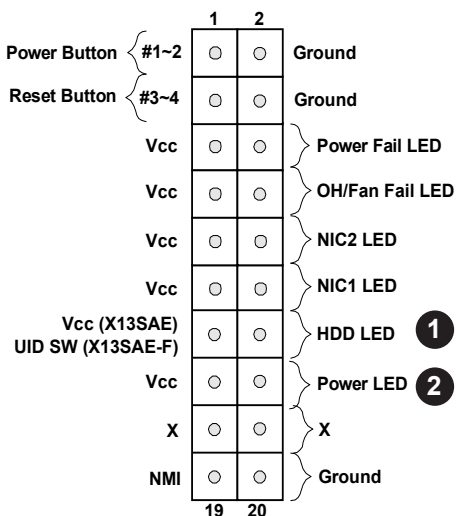 1 2
Power Button #1~2 Ground
Reset Button #3~4 Ground
Vcc Power Fail LED
Vcc OH/Fan Fail LED
Vcc NIC2 LED
Vcc NIC1 LED
Vcc (X13SAE)
UID SW (X13SAE-F) HDD LED 1
Vcc Power LED 2
X X
NMI Ground
19 20